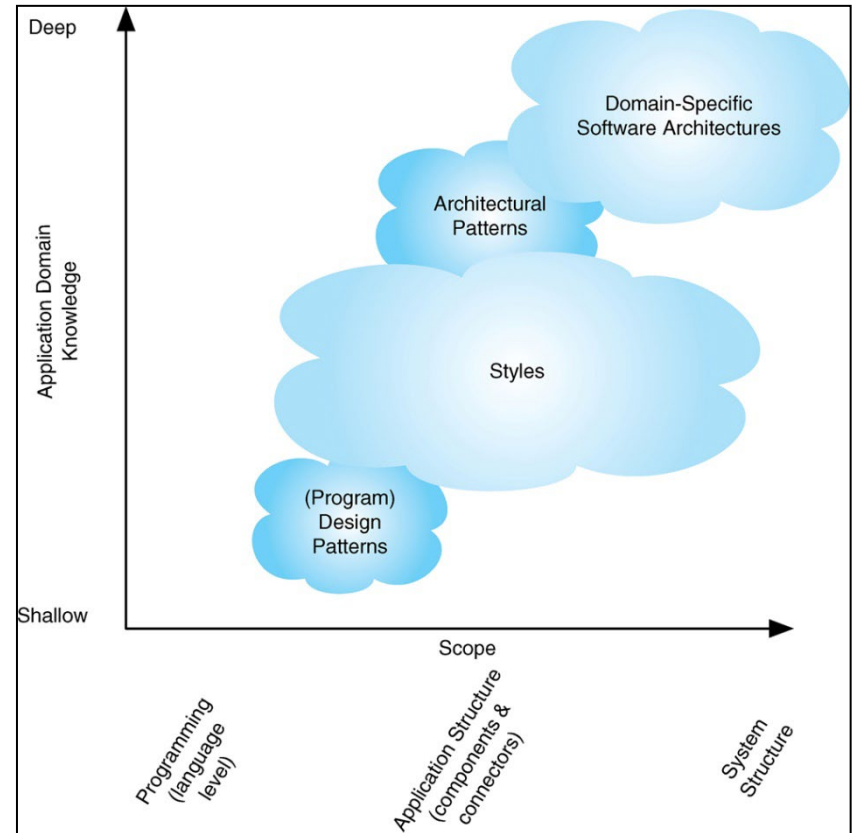 Deep
Domain-Specific
Software Architectures
Architectural
Patterns
Application Domain
Knowledge
Styles
(Program)
Design
Patterns
Shallow
Scope
Programming
(language
level)
Application Structure
(components &
connectors)
System
Structure